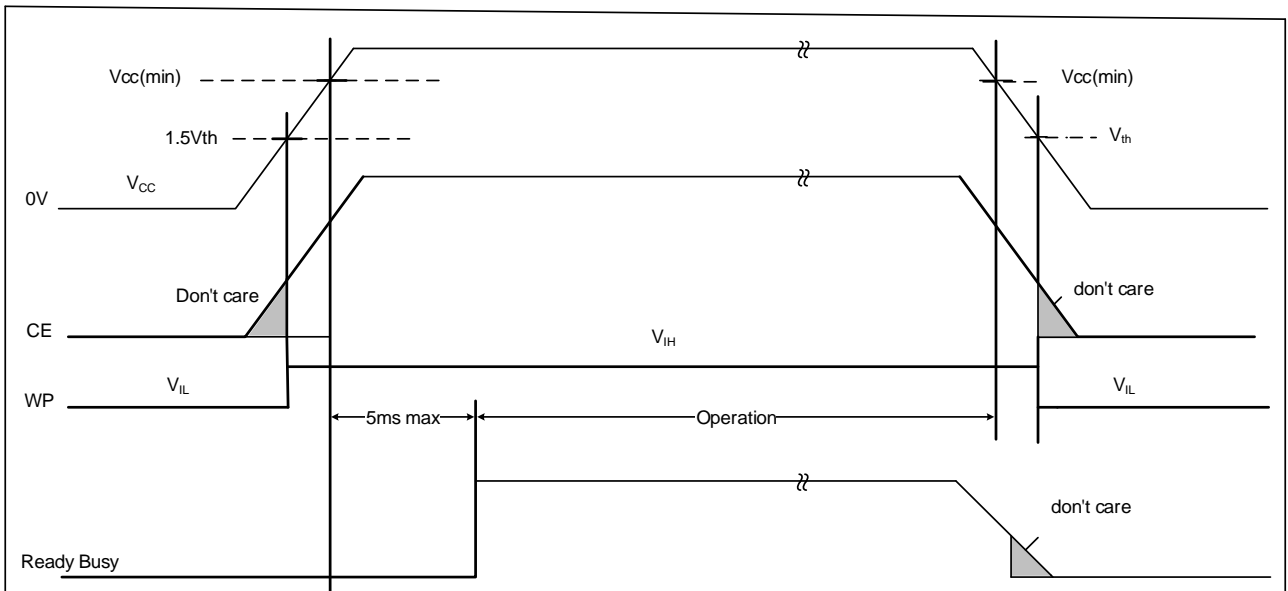 Vcc(min)
Vcc(min)
1.5Vth
Vth
VCC
0V
Don't care
don't care
CE
VIH
VIL
VIL
WP
5ms max
Operation
don't care
Ready Busy